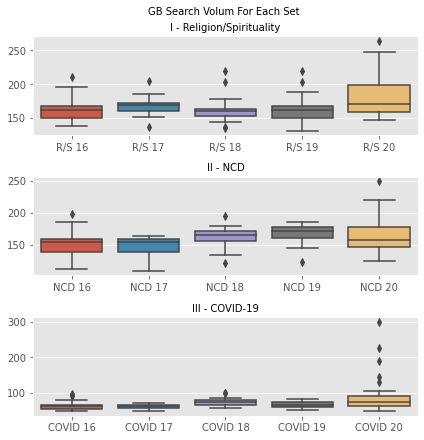 GB Search Volum For Each Set
I - Religion/Spirituality
250
200
150
R/S 16 R/S 17 R/S 18 R/S 19 R/S 20
II - NCD
250
200
150
NCD 16 NCD 17 NCD 18 NCD 19 NCD 20
III - COVID-19
300
200
100
COVID 16 COVID 17 COVID 18 COVID 19 COVID 20